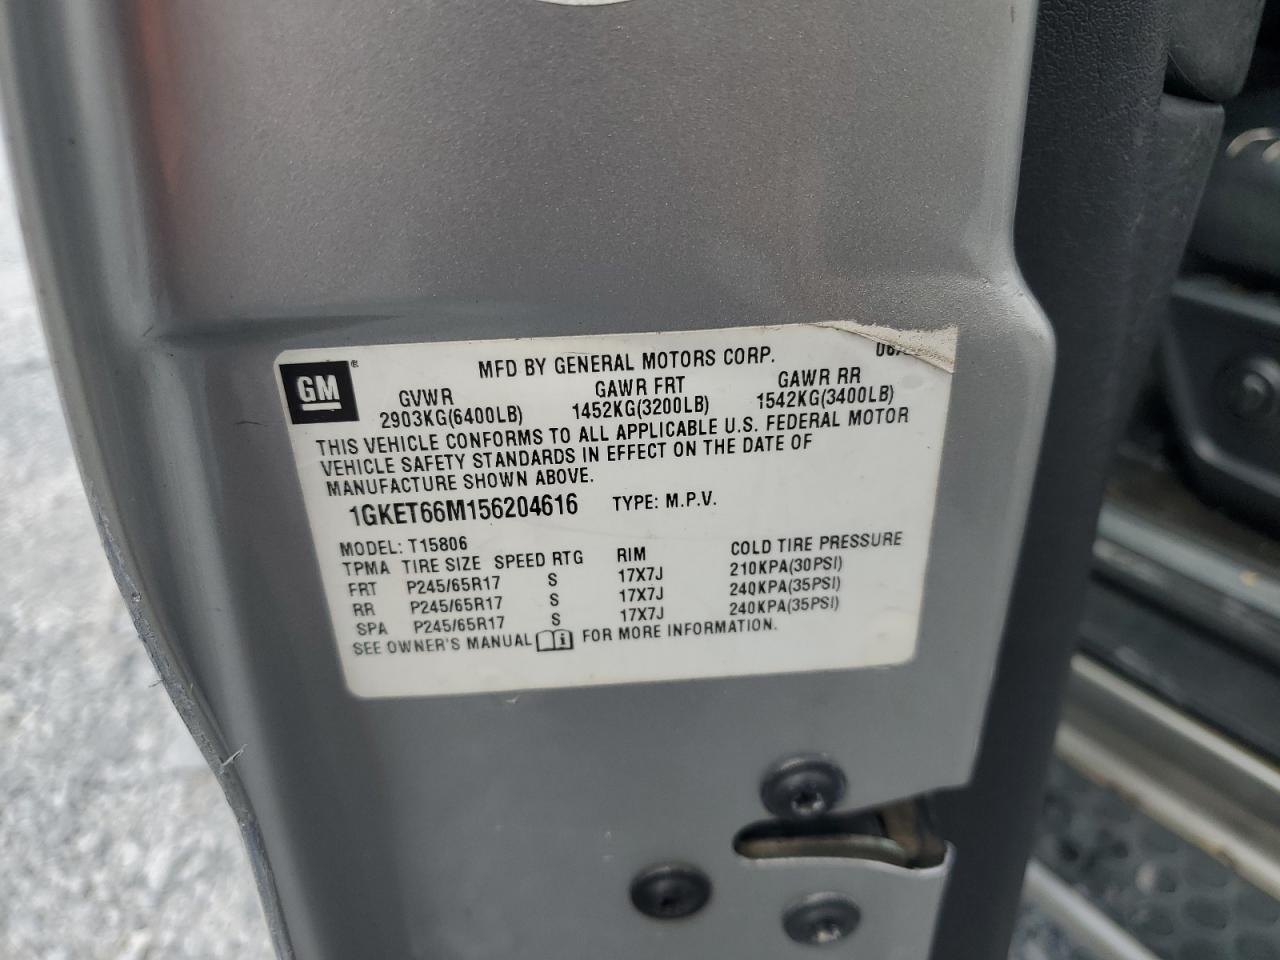 GM ® MFD BY GENERAL MOTORS CORP.
GVWR GAWR FRT GAWR RR
2903KG(6400LB) 1452KG(3200LB) 1542KG(3400LB)
THIS VEHICLE CONFORMS TO ALL APPLICABLE U.S. FEDERAL MOTOR
VEHICLE SAFETY STANDARDS IN EFFECT ON THE DATE OF
MANUFACTURE SHOWN ABOVE.
1GKET66M156204616 TYPE: M.P.V.
MODEL: T15806
TPMA TIRE SIZE SPEED RTG RIM COLD TIRE PRESSURE
FRT P245/65R17 S 17X7J 210KPA(30PSI)
RR P245/65R17 S 17X7J 240KPA(35PSI)
SPA P245/65R17 S 17X7J 240KPA(35PSI)
SEE OWNER'S MANUAL FOR MORE INFORMATION.